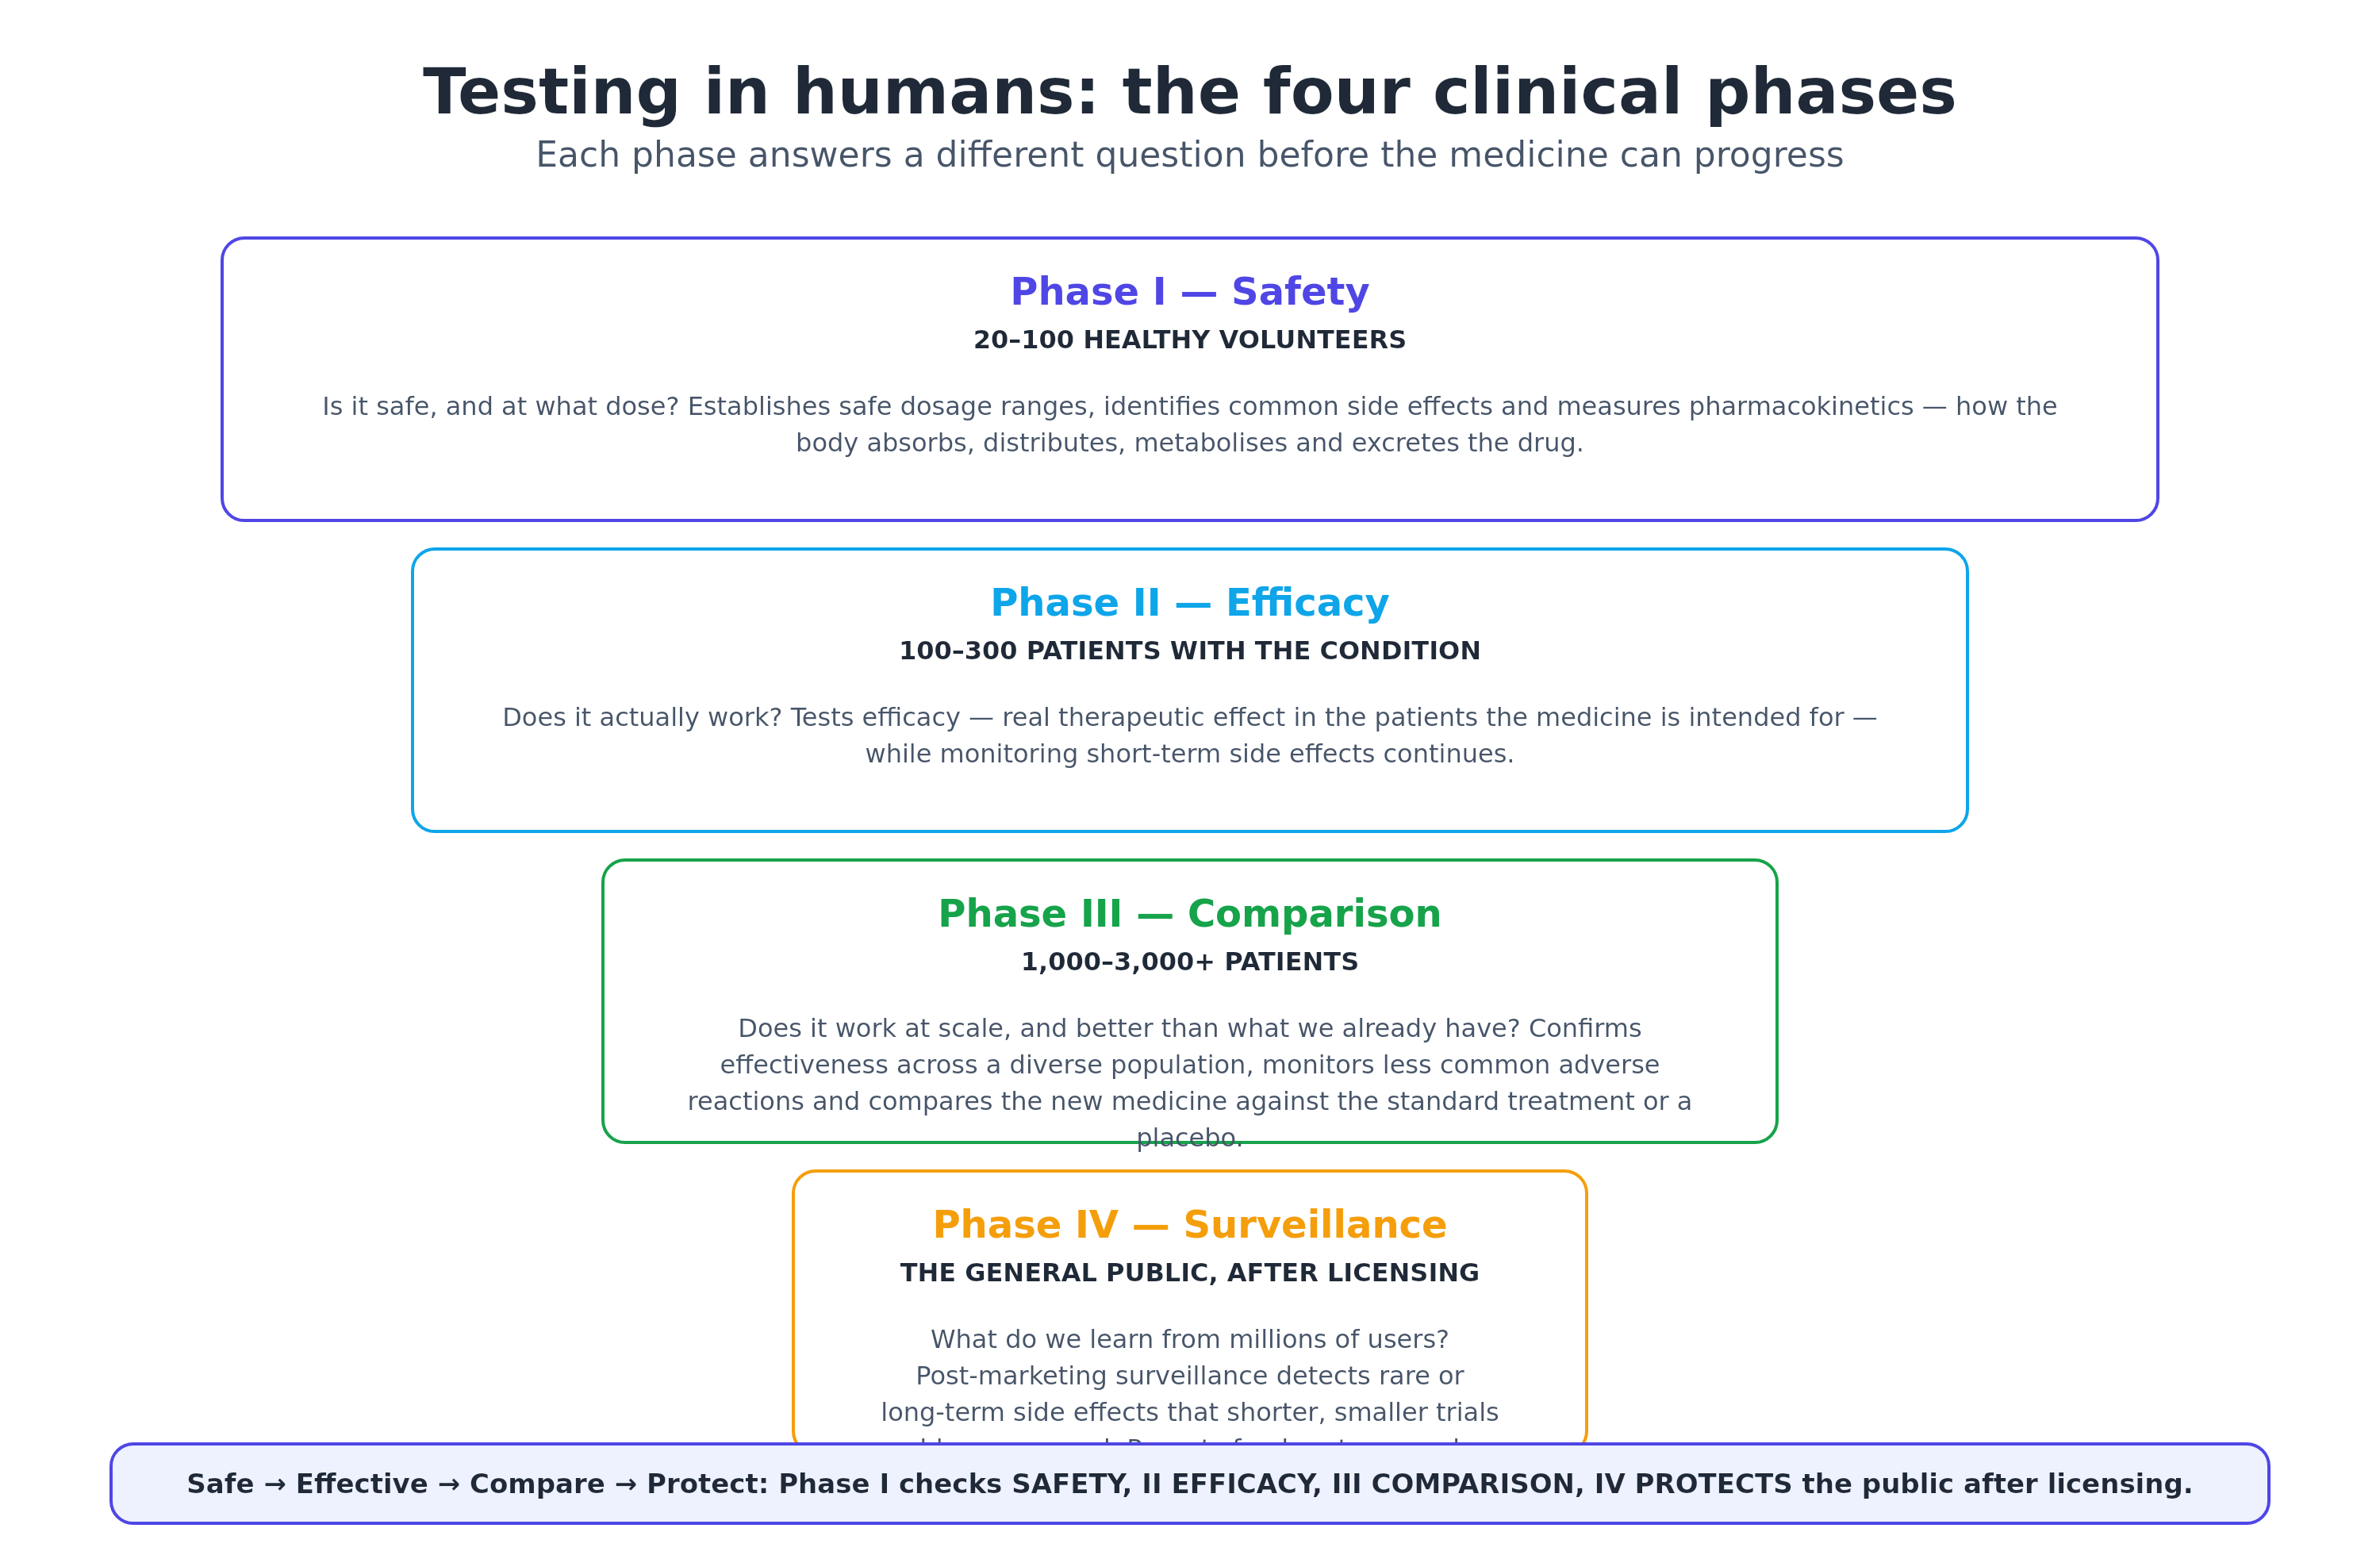 Testing in humans: the four clinical phases
Each phase answers a different question before the medicine can progress
Phase I — Safety
20–100 HEALTHY VOLUNTEERS
Is it safe, and at what dose? Establishes safe dosage ranges, identifies common side effects and measures pharmacokinetics — how the
body absorbs, distributes, metabolises and excretes the drug.
Phase II — Efficacy
100–300 PATIENTS WITH THE CONDITION
Does it actually work? Tests efficacy — real therapeutic effect in the patients the medicine is intended for —
while monitoring short-term side effects continues.
Phase III — Comparison
1,000–3,000+ PATIENTS
Does it work at scale, and better than what we already have? Confirms
effectiveness across a diverse population, monitors less common adverse
reactions and compares the new medicine against the standard treatment or a
placebo.
Phase IV — Surveillance
THE GENERAL PUBLIC, AFTER LICENSING
What do we learn from millions of users?
Post-marketing surveillance detects rare or
long-term side effects that shorter, smaller trials
Safe → Effective → Compare → Protect: Phase I checks SAFETY, II EFFICACY, III COMPARISON, IV PROTECTS the public after licensing.